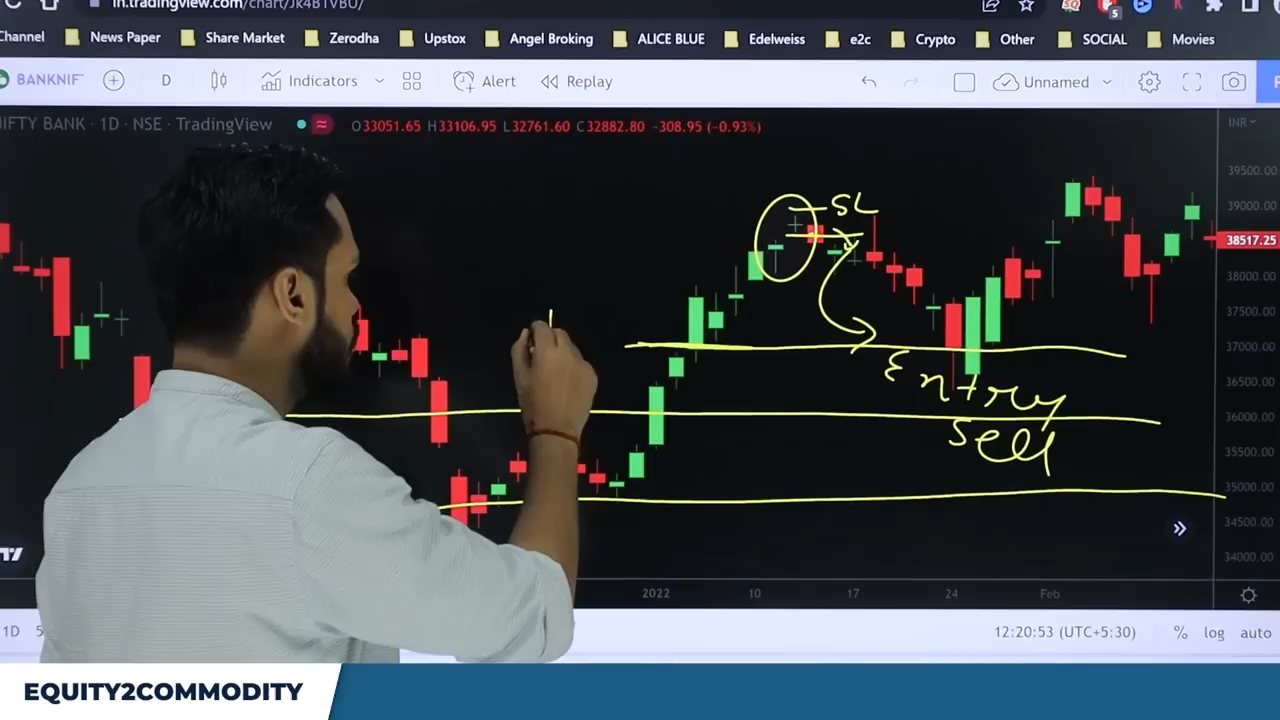 in.tradingview.com/chart/Jk4B1VBU/
Channel News Paper Share Market Zerodha Upstox Angel Broking ALICE BLUE Edelweiss e2c Crypto Other SOCIAL Movies
BANKNIF D Indicators Alert Replay Unnamed
IFTY BANK · 1D · NSE · TradingView O33051.65 H33106.95 L32761.60 C32882.80 -308.95 (-0.93%)
INR
39500.00
39000.00
38517.25
38000.00
37500.00
37000.00
36500.00
36000.00
35500.00
35000.00
34500.00
34000.00
SL
Entry
Sell
2022 10 17 24 Feb
1D 5 12:20:53 (UTC+5:30) % log auto
EQUITY2COMMODITY